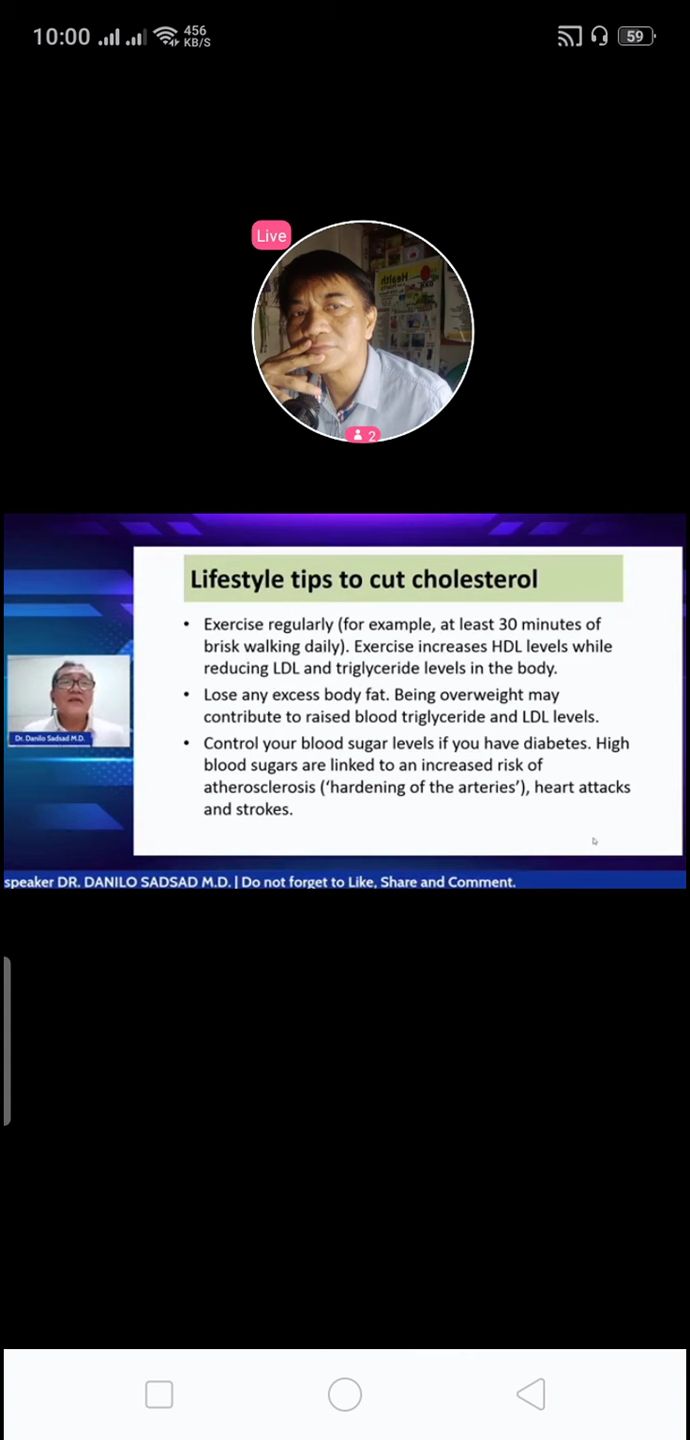 10:00
456
KB/S
59
Live
2
Lifestyle tips to cut cholesterol
• Exercise regularly (for example, at least 30 minutes of
brisk walking daily). Exercise increases HDL levels while
reducing LDL and triglyceride levels in the body.
• Lose any excess body fat. Being overweight may
contribute to raised blood triglyceride and LDL levels.
• Control your blood sugar levels if you have diabetes. High
blood sugars are linked to an increased risk of
atherosclerosis (‘hardening of the arteries’), heart attacks
and strokes.
Dr. Danilo Sadsad M.D.
speaker DR. DANILO SADSAD M.D. | Do not forget to Like, Share and Comment.